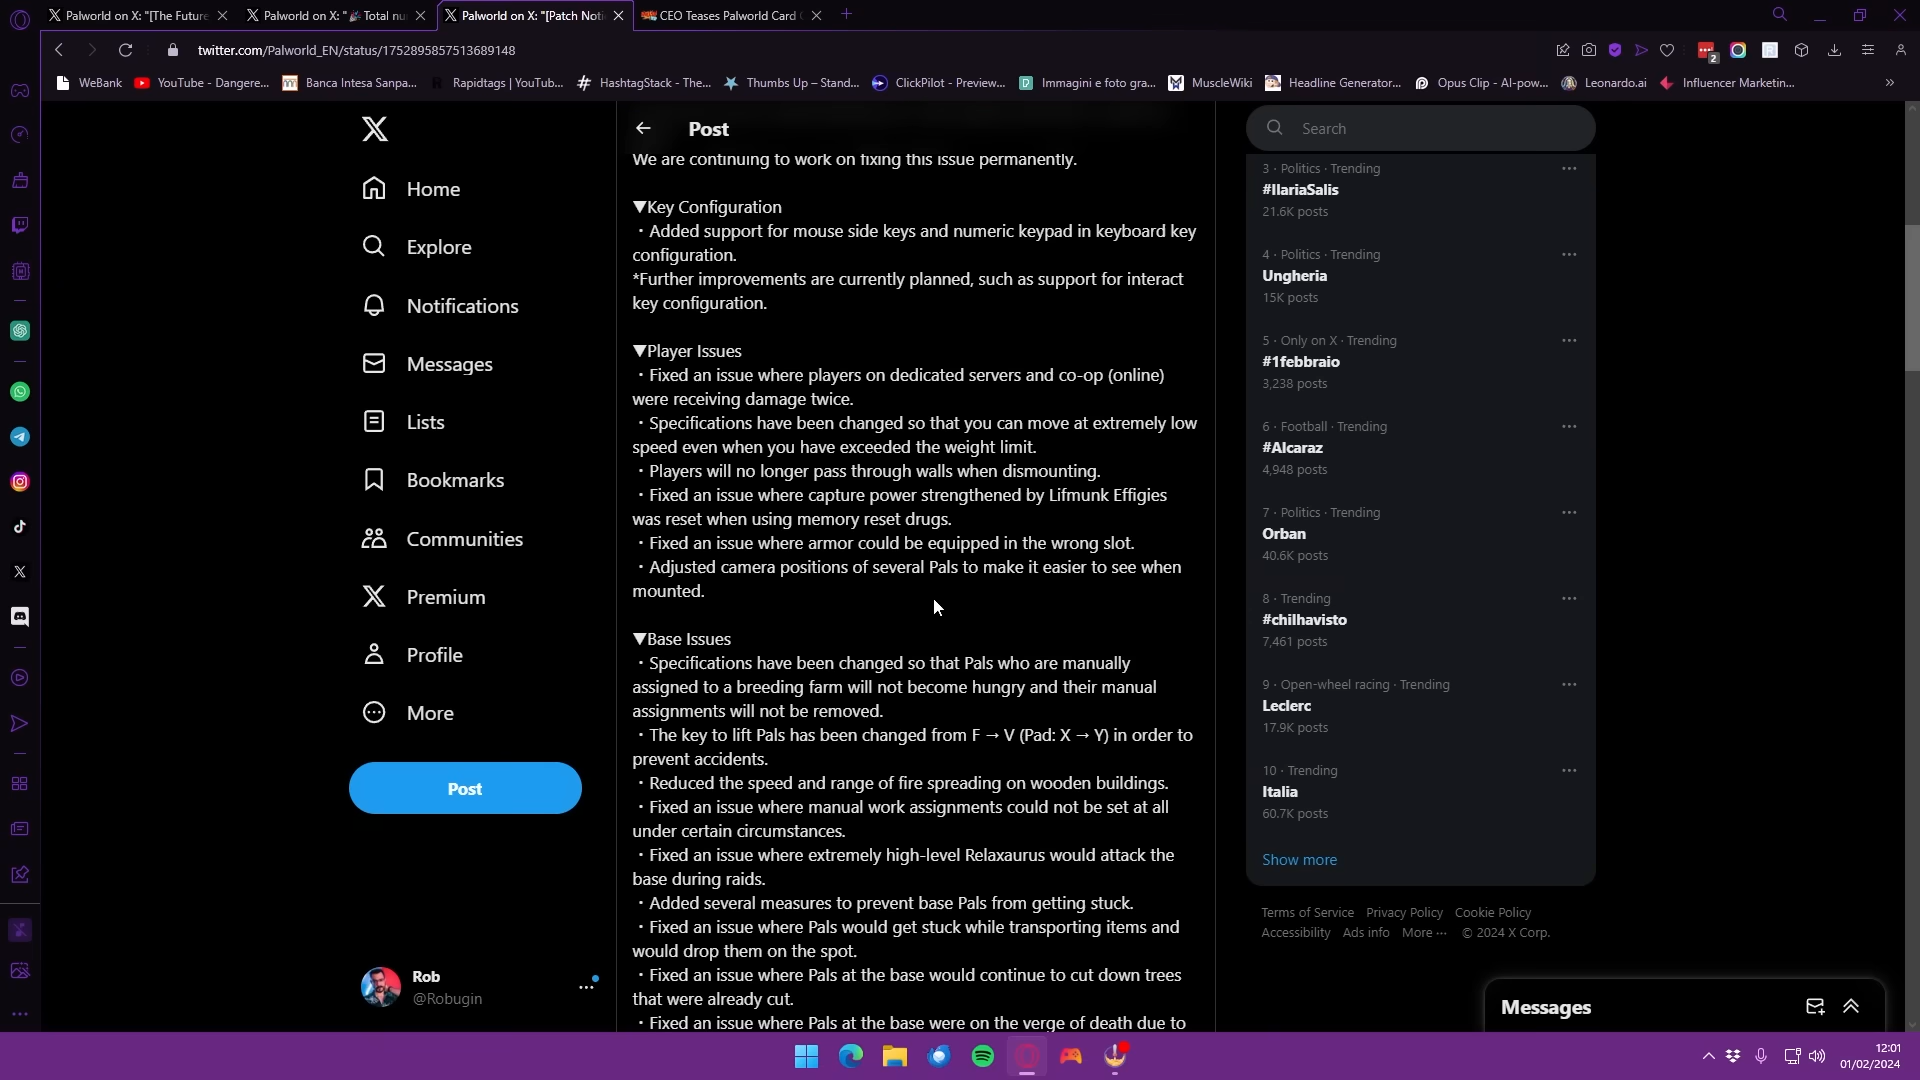 Palworld on X: "[The Future
Palworld on X: "🎉Total nu
Palworld on X: "[Patch Noti
CEO Teases Palworld Card
twitter.com/Palworld_EN/status/1752895857513689148
2
WeBank
YouTube - Dangere...
Banca Intesa Sanpa...
Rapidtags | YouTub...
HashtagStack - The...
Thumbs Up – Stand...
ClickPilot - Preview...
Immagini e foto gra...
MuscleWiki
Headline Generator...
Opus Clip - AI-pow...
Leonardo.ai
Influencer Marketin...
Home
Explore
Notifications
Messages
Lists
Bookmarks
Communities
Premium
Profile
More
Post
Rob
@Robugin
Post
We are continuing to work on fixing this issue permanently.
▼Key Configuration
・Added support for mouse side keys and numeric keypad in keyboard key
configuration.
*Further improvements are currently planned, such as support for interact
key configuration.
▼Player Issues
・Fixed an issue where players on dedicated servers and co-op (online)
were receiving damage twice.
・Specifications have been changed so that you can move at extremely low
speed even when you have exceeded the weight limit.
・Players will no longer pass through walls when dismounting.
・Fixed an issue where capture power strengthened by Lifmunk Effigies
was reset when using memory reset drugs.
・Fixed an issue where armor could be equipped in the wrong slot.
・Adjusted camera positions of several Pals to make it easier to see when
mounted.
▼Base Issues
・Specifications have been changed so that Pals who are manually
assigned to a breeding farm will not become hungry and their manual
assignments will not be removed.
・The key to lift Pals has been changed from F → V (Pad: X → Y) in order to
prevent accidents.
・Reduced the speed and range of fire spreading on wooden buildings.
・Fixed an issue where manual work assignments could not be set at all
under certain circumstances.
・Fixed an issue where extremely high-level Relaxaurus would attack the
base during raids.
・Added several measures to prevent base Pals from getting stuck.
・Fixed an issue where Pals would get stuck while transporting items and
would drop them on the spot.
・Fixed an issue where Pals at the base would continue to cut down trees
that were already cut.
・Fixed an issue where Pals at the base were on the verge of death due to
Search
3 · Politics · Trending
#IlariaSalis
21.6K posts
4 · Politics · Trending
Ungheria
15K posts
5 · Only on X · Trending
#1febbraio
3,238 posts
6 · Football · Trending
#Alcaraz
4,948 posts
7 · Politics · Trending
Orban
40.6K posts
8 · Trending
#chilhavisto
7,461 posts
9 · Open-wheel racing · Trending
Leclerc
17.9K posts
10 · Trending
Italia
60.7K posts
Show more
Terms of Service Privacy Policy Cookie Policy
Accessibility Ads info More ··· © 2024 X Corp.
Messages
12:01
01/02/2024